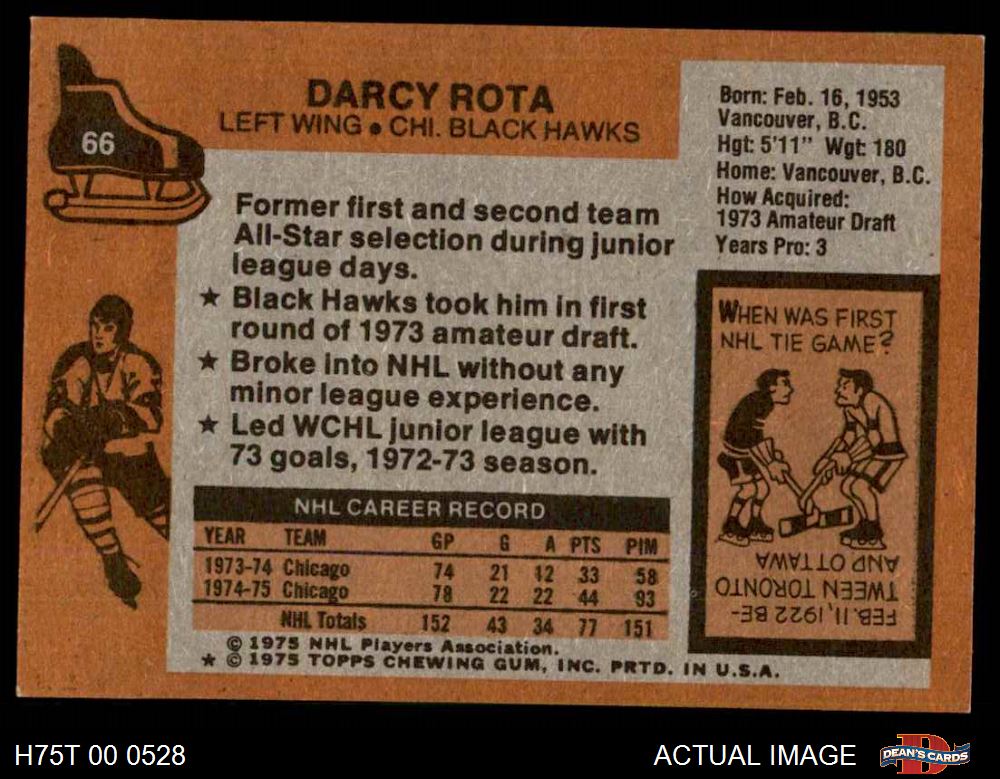 66
DARCY ROTA
LEFT WING • CHI. BLACK HAWKS
Born: Feb. 16, 1953
Vancouver, B.C.
Hgt: 5'11" Wgt: 180
Home: Vancouver, B.C.
How Acquired:
1973 Amateur Draft
Years Pro: 3
Former first and second team
All-Star selection during junior
league days.
★ Black Hawks took him in first
round of 1973 amateur draft.
★ Broke into NHL without any
minor league experience.
★ Led WCHL junior league with
73 goals, 1972-73 season.
NHL CAREER RECORD
YEAR TEAM GP G A PTS PIM
1973-74 Chicago 74 21 12 33 58
1974-75 Chicago 78 22 22 44 93
NHL Totals 152 43 34 77 151
© 1975 NHL Players Association.
★ © 1975 TOPPS CHEWING GUM, INC. PRTD. IN U.S.A.
WHEN WAS FIRST
NHL TIE GAME?
FEB. 11, 1922 BE-
TWEEN TORONTO
AND OTTAWA
H75T 00 0528
ACTUAL IMAGE
DEAN'S CARDS